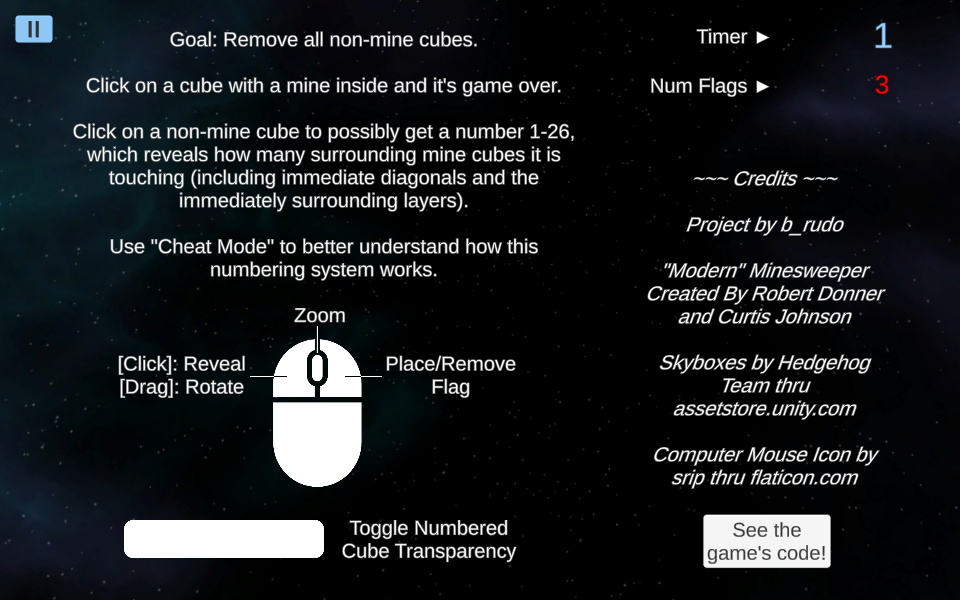 Goal: Remove all non-mine cubes.
Click on a cube with a mine inside and it's game over.
Click on a non-mine cube to possibly get a number 1-26,
which reveals how many surrounding mine cubes it is
touching (including immediate diagonals and the
immediately surrounding layers).
Use "Cheat Mode" to better understand how this
numbering system works.
Zoom
[Click]: Reveal
[Drag]: Rotate
Place/Remove
Flag
Toggle Numbered
Cube Transparency
Timer ► 1
Num Flags ► 3
~~~ Credits ~~~
Project by b_rudo
"Modern" Minesweeper
Created By Robert Donner
and Curtis Johnson
Skyboxes by Hedgehog
Team thru
assetstore.unity.com
Computer Mouse Icon by
srip thru flaticon.com
See the
game's code!